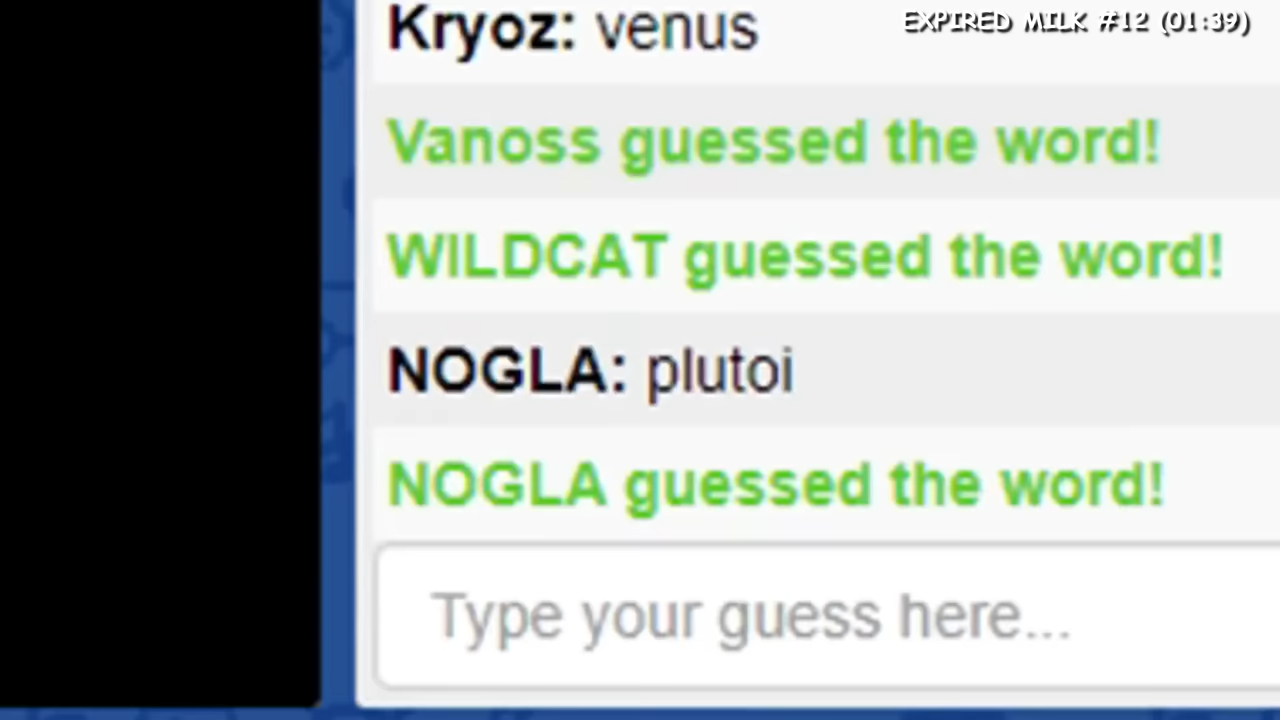 EXPIRED MILK #12 (01:39)
Kryoz: venus
Vanoss guessed the word!
WILDCAT guessed the word!
NOGLA: plutoi
NOGLA guessed the word!
Type your guess here...